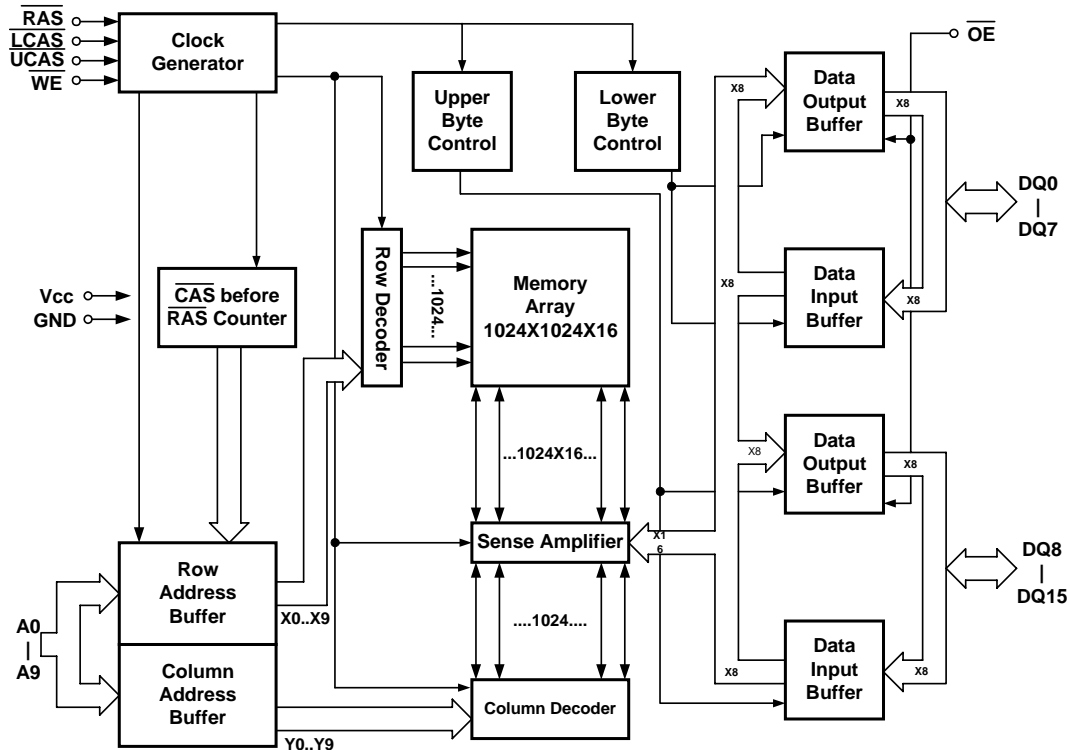 RAS
LCAS
UCAS
WE
Clock
Generator
OE
Upper
Byte
Control
Lower
Byte
Control
Data
Output
Buffer
X8
X8
DQ0
|
DQ7
Vcc
GND
CAS before
RAS Counter
Row Decoder
...1024...
Memory
Array
1024X1024X16
X8
Data
Input
Buffer
X8
...1024X16...
X8
Data
Output
Buffer
X8
Sense Amplifier
X1
6
DQ8
|
DQ15
A0
|
A9
Row
Address
Buffer
X0..X9
....1024....
Column
Address
Buffer
Y0..Y9
Column Decoder
X8
Data
Input
Buffer
X8